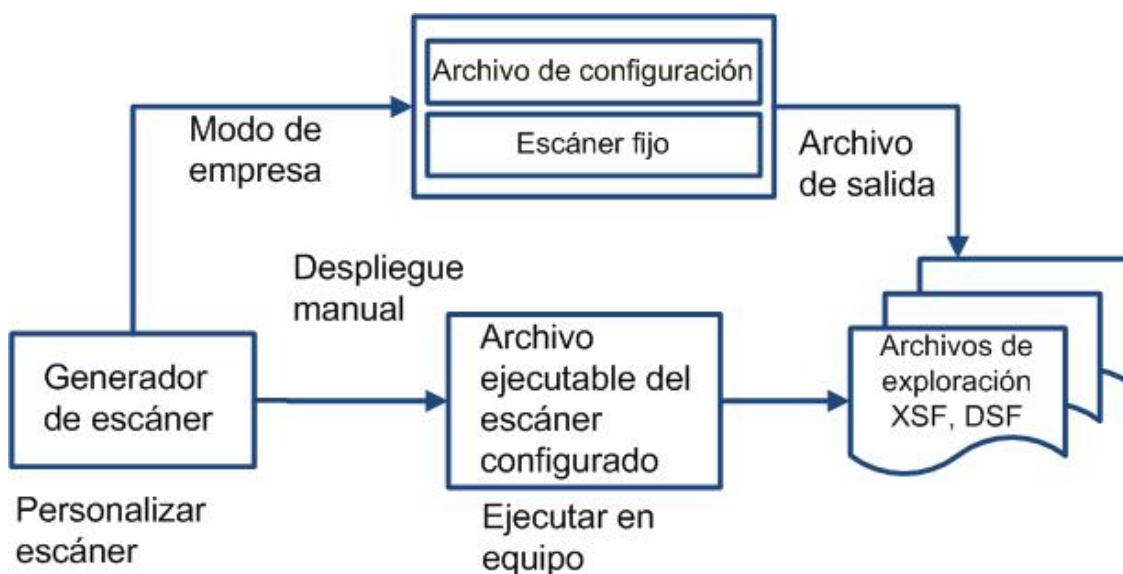 Archivo de configuración
Escáner fijo
Modo de
empresa
Archivo
de salida
Despliegue
manual
Generador
de escáner
Archivo
ejecutable del
escáner
configurado
Archivos de
exploración
XSF, DSF
Personalizar
escáner
Ejecutar en
equipo